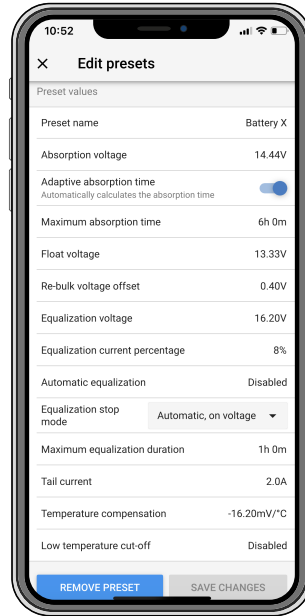 10:52
Edit presets
Preset values
Preset name Battery X
Absorption voltage 14.44V
Adaptive absorption time
Automatically calculates the absorption time
Maximum absorption time 6h 0m
Float voltage 13.33V
Re-bulk voltage offset 0.40V
Equalization voltage 16.20V
Equalization current percentage 8%
Automatic equalization Disabled
Equalization stop
mode Automatic, on voltage
Maximum equalization duration 1h 0m
Tail current 2.0A
Temperature compensation -16.20mV/°C
Low temperature cut-off Disabled
REMOVE PRESET SAVE CHANGES